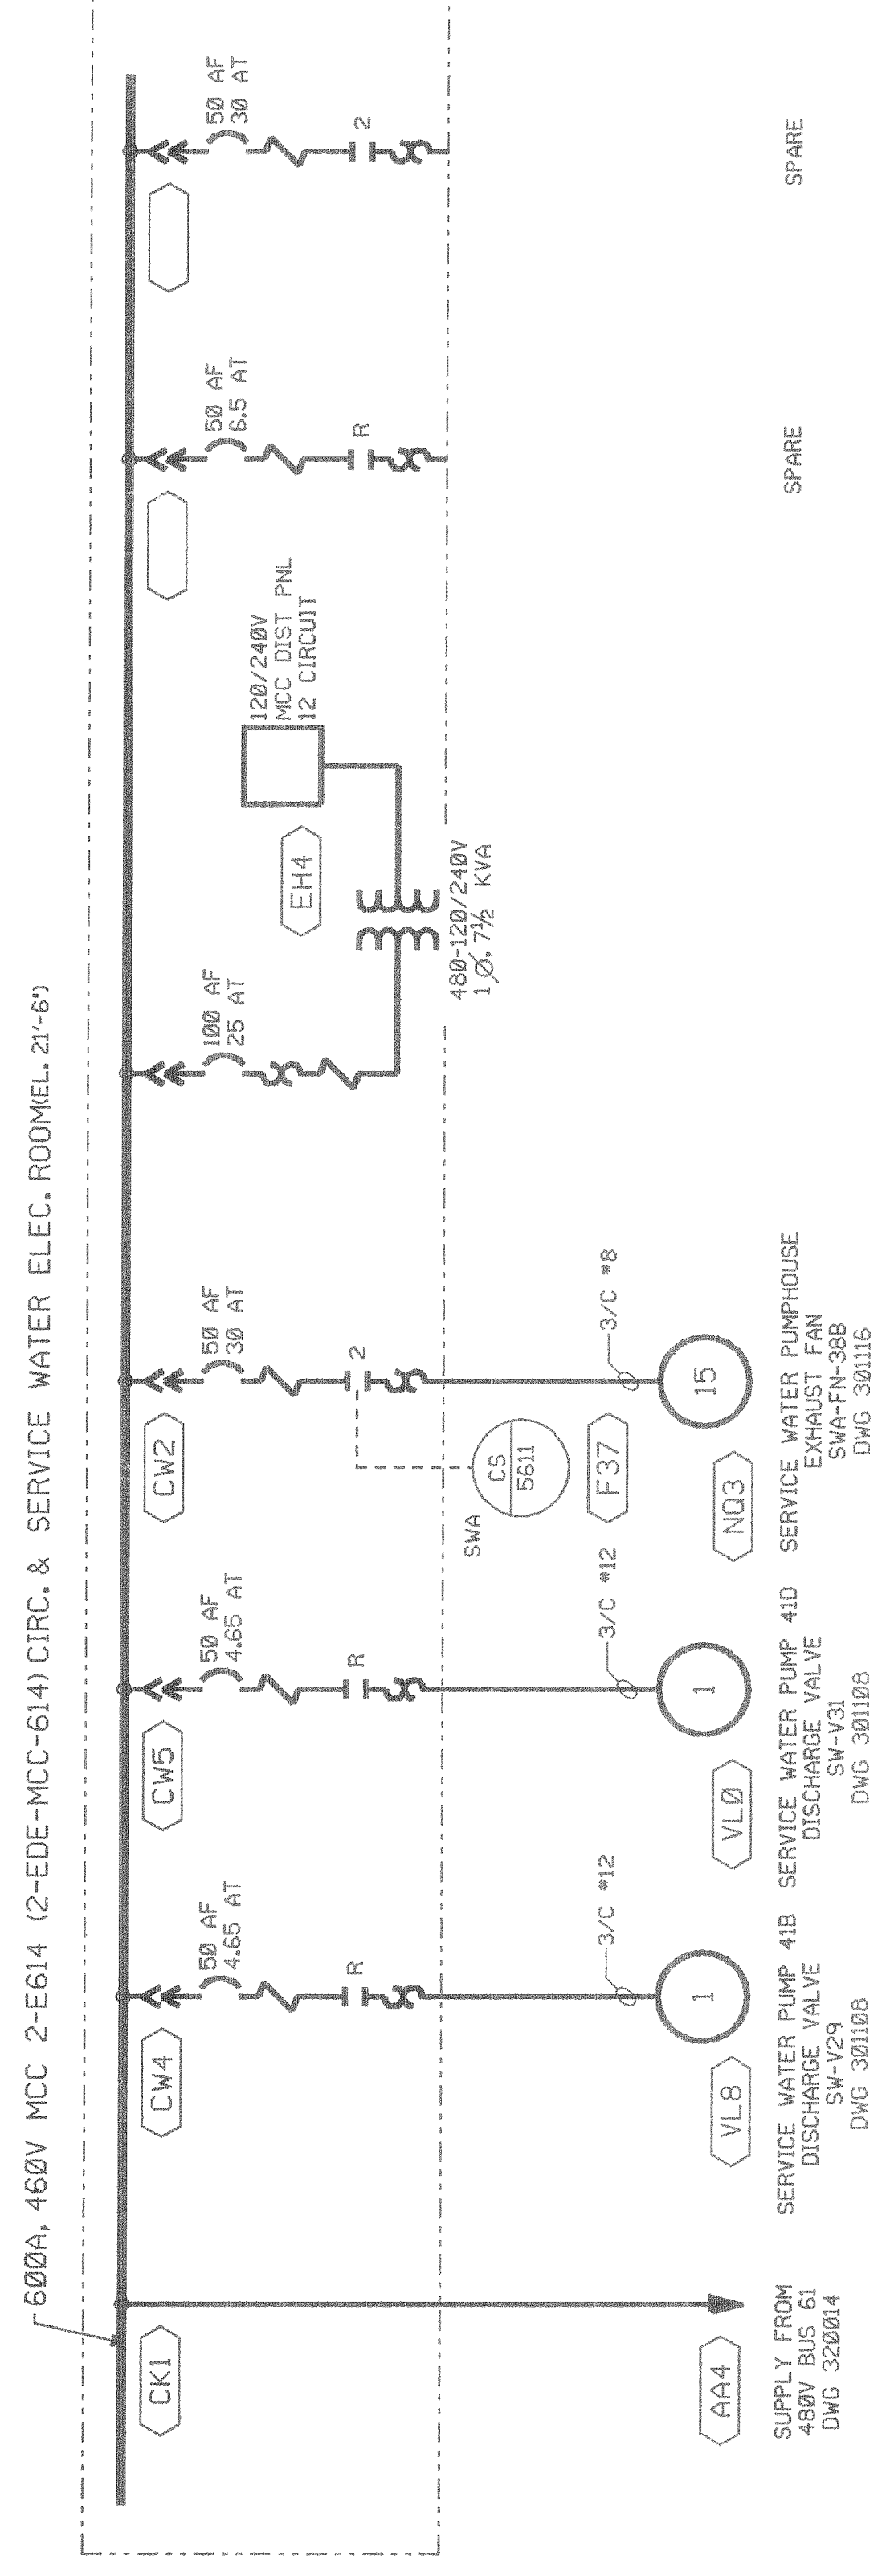 600A, 460V MCC 2-E614 (2-EDE-MCC-614) CIRC. & SERVICE WATER ELEC. ROOM(EL. 21'-6")
CK1
AA4
SUPPLY FROM
480V BUS 61
DWG 320014
CW4
50 AF
4.65 AT
R
3/C #12
1
VL8
SERVICE WATER PUMP 41B
DISCHARGE VALVE
SW-V29
DWG 301108
CW5
50 AF
4.65 AT
R
3/C #12
1
VLØ
SERVICE WATER PUMP 41D
DISCHARGE VALVE
SW-V31
DWG 301108
CW2
50 AF
30 AT
2
SWA
CS
5611
F37
3/C #8
15
NQ3
SERVICE WATER PUMPHOUSE
EXHAUST FAN
SWA-FN-38B
DWG 301116
100 AF
25 AT
480-120/240V
1 Ø, 7½ KVA
EH4
120/240V
MCC DIST PNL
12 CIRCUIT
50 AF
6.5 AT
R
SPARE
50 AF
30 AT
2
SPARE